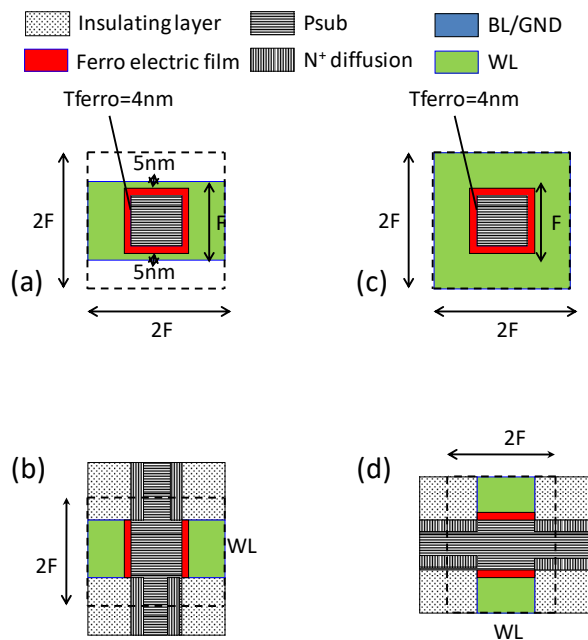 Insulating layer
Psub
BL/GND
Ferro electric film
N⁺ diffusion
WL
Tferro=4nm
Tferro=4nm
5nm
2F
F
5nm
(a)
2F
2F
F
(c)
2F
(b)
2F
WL
(d)
2F
WL